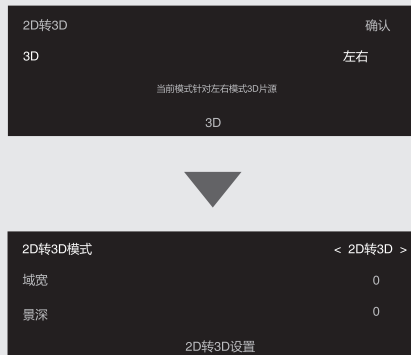 2D转3D 确认
3D 左右
当前模式针对左右模式3D片源
3D
2D转3D模式 < 2D转3D >
域宽 0
景深 0
2D转3D设置